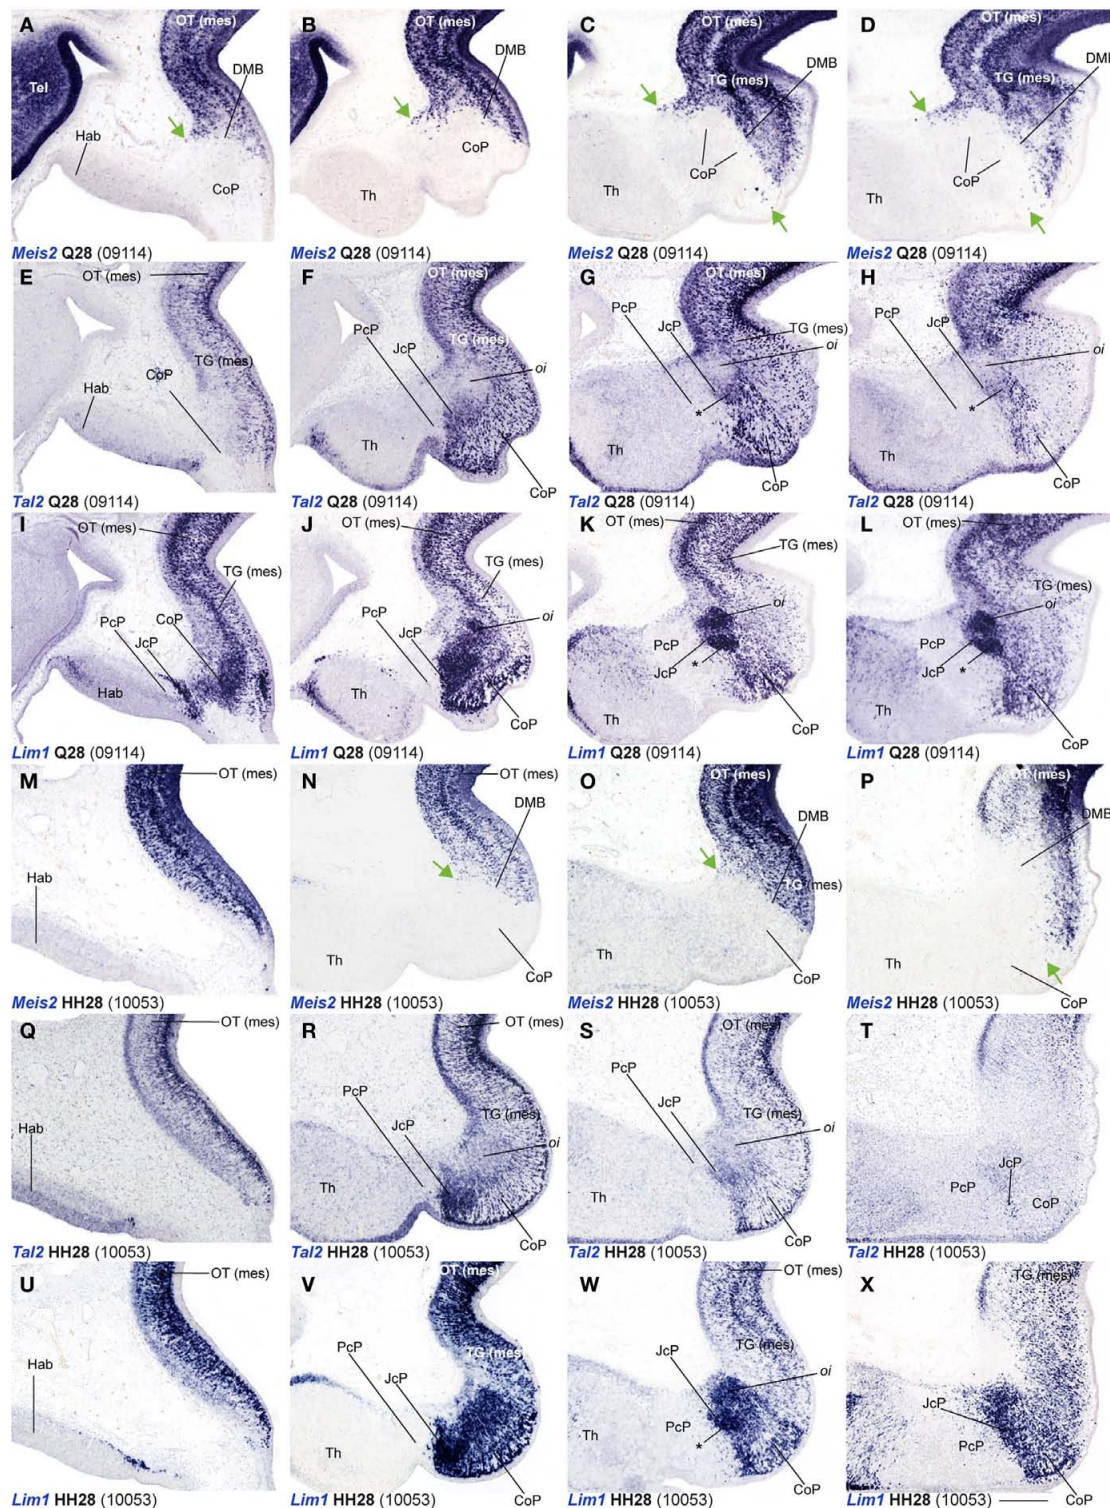 A
OT (mes)
DMB
Tel
Hab
CoP
Meis2 Q28 (09114)
B
OT (mes)
DMB
CoP
Th
C
OT (mes)
DMB
TG (mes)
CoP
Th
Meis2 Q28 (09114)
D
OT (mes)
DMB
TG (mes)
CoP
Th
Meis2 Q28 (09114)
Meis2 Q28 (09114)
E
OT (mes)
TG (mes)
CoP
Hab
Tal2 Q28 (09114)
F
OT (mes)
PcP
JcP
TG (mes)
oi
Th
CoP
Tal2 Q28 (09114)
G
OT (mes)
PcP
JcP
TG (mes)
oi
*
Th
CoP
Tal2 Q28 (09114)
H
OT (mes)
PcP
JcP
oi
*
Th
CoP
Tal2 Q28 (09114)
I
OT (mes)
TG (mes)
PcP
CoP
JcP
Hab
Lim1 Q28 (09114)
J
OT (mes)
TG (mes)
PcP
oi
JcP
Th
CoP
Lim1 Q28 (09114)
K
OT (mes)
TG (mes)
oi
PcP
JcP
*
Th
CoP
Lim1 Q28 (09114)
L
OT (mes)
TG (mes)
oi
PcP
JcP
*
Th
CoP
Lim1 Q28 (09114)
M
OT (mes)
Hab
Meis2 HH28 (10053)
N
OT (mes)
DMB
Th
CoP
Meis2 HH28 (10053)
O
OT (mes)
DMB
TG (mes)
Th
CoP
Meis2 HH28 (10053)
P
OT (mes)
DMB
Th
CoP
Meis2 HH28 (10053)
Q
OT (mes)
Hab
Tal2 HH28 (10053)
R
OT (mes)
PcP
JcP
TG (mes)
oi
Th
CoP
Tal2 HH28 (10053)
S
OT (mes)
PcP
JcP
TG (mes)
oi
Th
CoP
Tal2 HH28 (10053)
T
JcP
PcP
CoP
Tal2 HH28 (10053)
U
OT (mes)
Hab
Lim1 HH28 (10053)
V
OT (mes)
PcP
TG (mes)
JcP
Th
CoP
Lim1 HH28 (10053)
W
OT (mes)
TG (mes)
JcP
oi
PcP
*
Th
CoP
Lim1 HH28 (10053)
X
TG (mes)
JcP
PcP
CoP
Lim1 HH28 (10053)